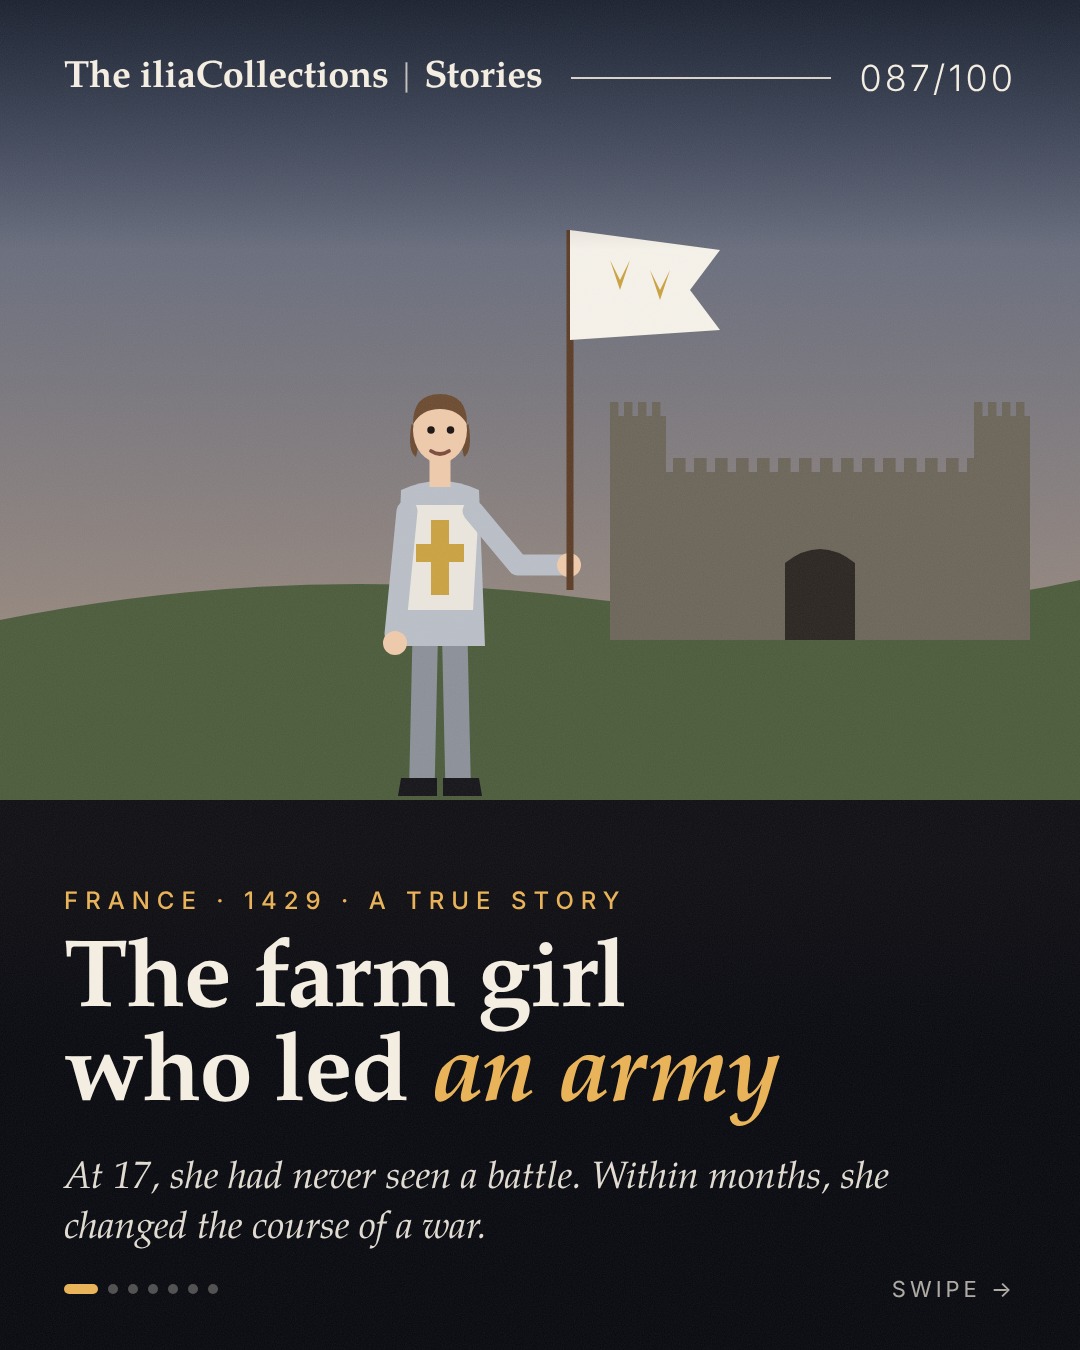 The iliaCollections | Stories 087/100
FRANCE · 1429 · A TRUE STORY
The farm girl
who led an army
At 17, she had never seen a battle. Within months, she
changed the course of a war.
SWIPE →